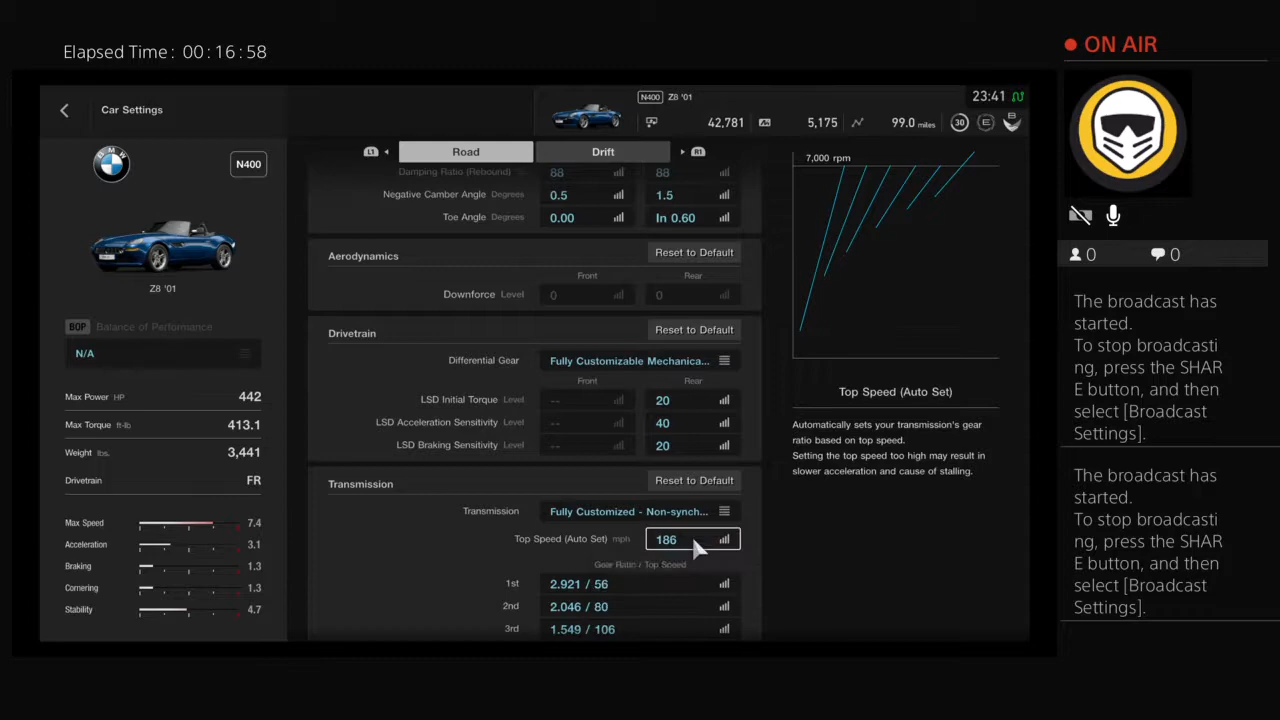 Elapsed Time: 00:16:58
ON AIR
Car Settings
N400 Z8 '01
23:41
42,781 5,175 99.0 miles 30 E B
N400
Z8 '01
BOP Balance of Performance
N/A
Max Power HP 442
Max Torque ft-lb 413.1
Weight lbs. 3,441
Drivetrain FR
Max Speed 7.4
Acceleration 3.1
Braking 1.3
Cornering 1.3
Stability 4.7
L1 Road Drift R1
Damping Ratio (Rebound) 88 88
Negative Camber Angle Degrees 0.5 1.5
Toe Angle Degrees 0.00 In 0.60
Aerodynamics Reset to Default
Front Rear
Downforce Level 0 0
Drivetrain Reset to Default
Differential Gear Fully Customizable Mechanica...
Front Rear
LSD Initial Torque Level -- 20
LSD Acceleration Sensitivity Level -- 40
LSD Braking Sensitivity Level -- 20
Transmission Reset to Default
Transmission Fully Customized - Non-synch...
Top Speed (Auto Set) mph 186
Gear Ratio / Top Speed
1st 2.921 / 56
2nd 2.046 / 80
3rd 1.549 / 106
7,000 rpm
Top Speed (Auto Set)
Automatically sets your transmission's gear
ratio based on top speed.
Setting the top speed too high may result in
slower acceleration and cause of stalling.
0 0
The broadcast has
started.
To stop broadcasti
ng, press the SHAR
E button, and then
select [Broadcast
Settings].
The broadcast has
started.
To stop broadcasti
ng, press the SHAR
E button, and then
select [Broadcast
Settings].